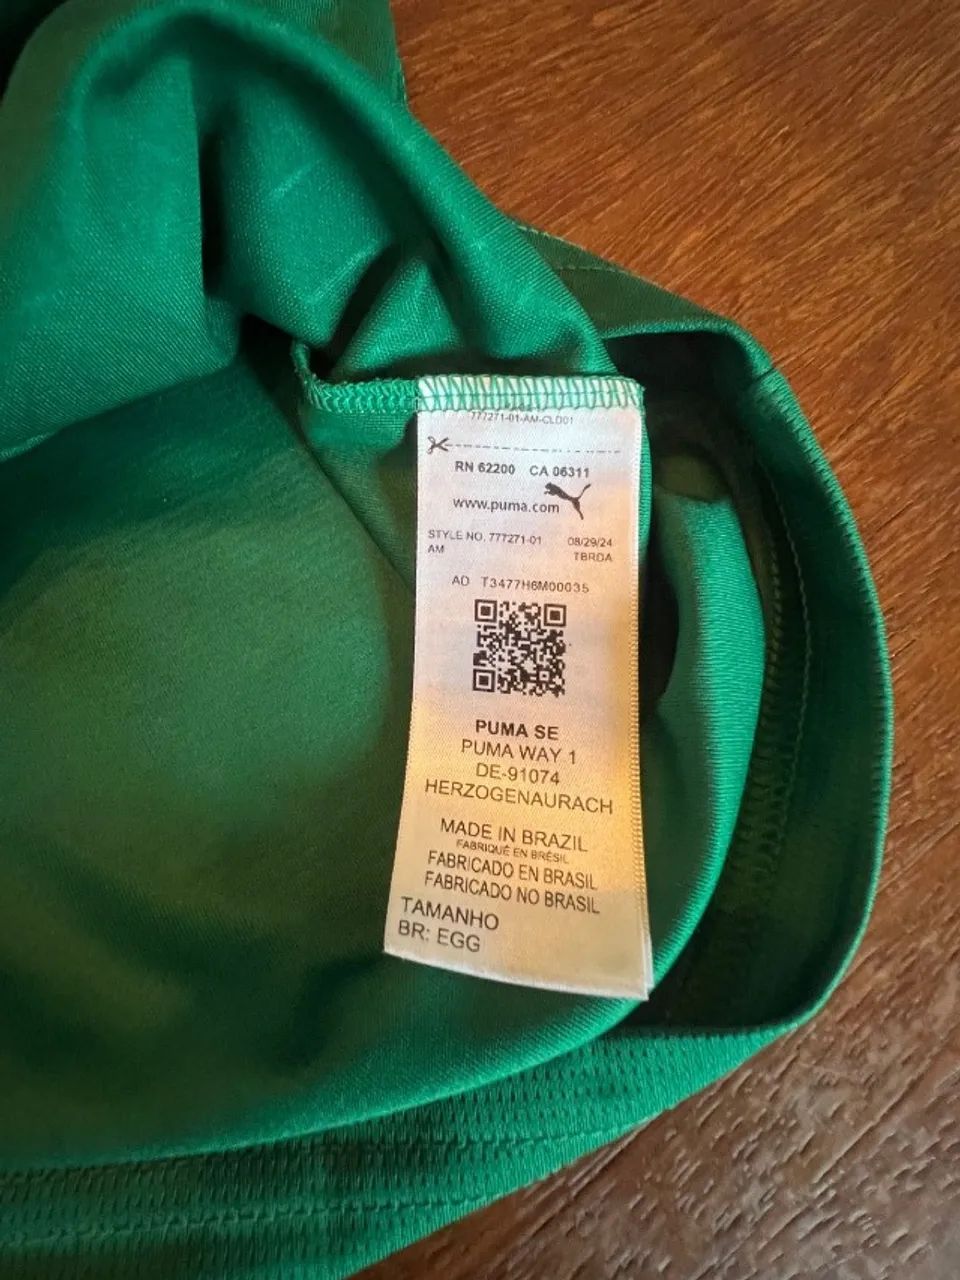 777271-01-AM-CLD01
RN 62200 CA 06311
www.puma.com
STYLE NO. 777271-01 08/29/24
AM TBRDA
AD T3477H6M00035
PUMA SE
PUMA WAY 1
DE-91074
HERZOGENAURACH
MADE IN BRAZIL
FABRIQUÉ EN BRÉSIL
FABRICADO EN BRASIL
FABRICADO NO BRASIL
TAMANHO
BR: EGG